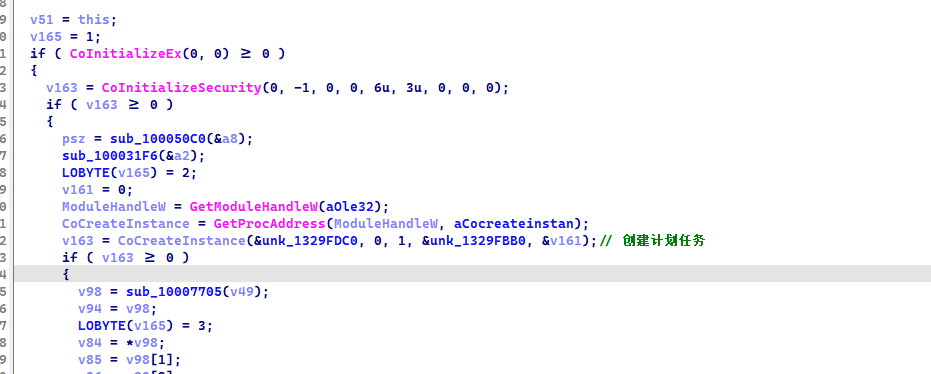 8
9 v51 = this;
0 v165 = 1;
1 if ( CoInitializeEx(0, 0) ≥ 0 )
2 {
3 v163 = CoInitializeSecurity(0, -1, 0, 0, 6u, 3u, 0, 0, 0);
4 if ( v163 ≥ 0 )
5 {
6 psz = sub_100050C0(&a8);
7 sub_100031F6(&a2);
8 LOBYTE(v165) = 2;
9 v161 = 0;
0 ModuleHandleW = GetModuleHandleW(aOle32);
1 CoCreateInstance = GetProcAddress(ModuleHandleW, aCocreateinstan);
2 v163 = CoCreateInstance(&unk_1329FDC0, 0, 1, &unk_1329FBB0, &v161);// 创建计划任务
3 if ( v163 ≥ 0 )
4 {
5 v98 = sub_10007705(v49);
6 v94 = v98;
7 LOBYTE(v165) = 3;
8 v84 = *v98;
9 v85 = v98[1];